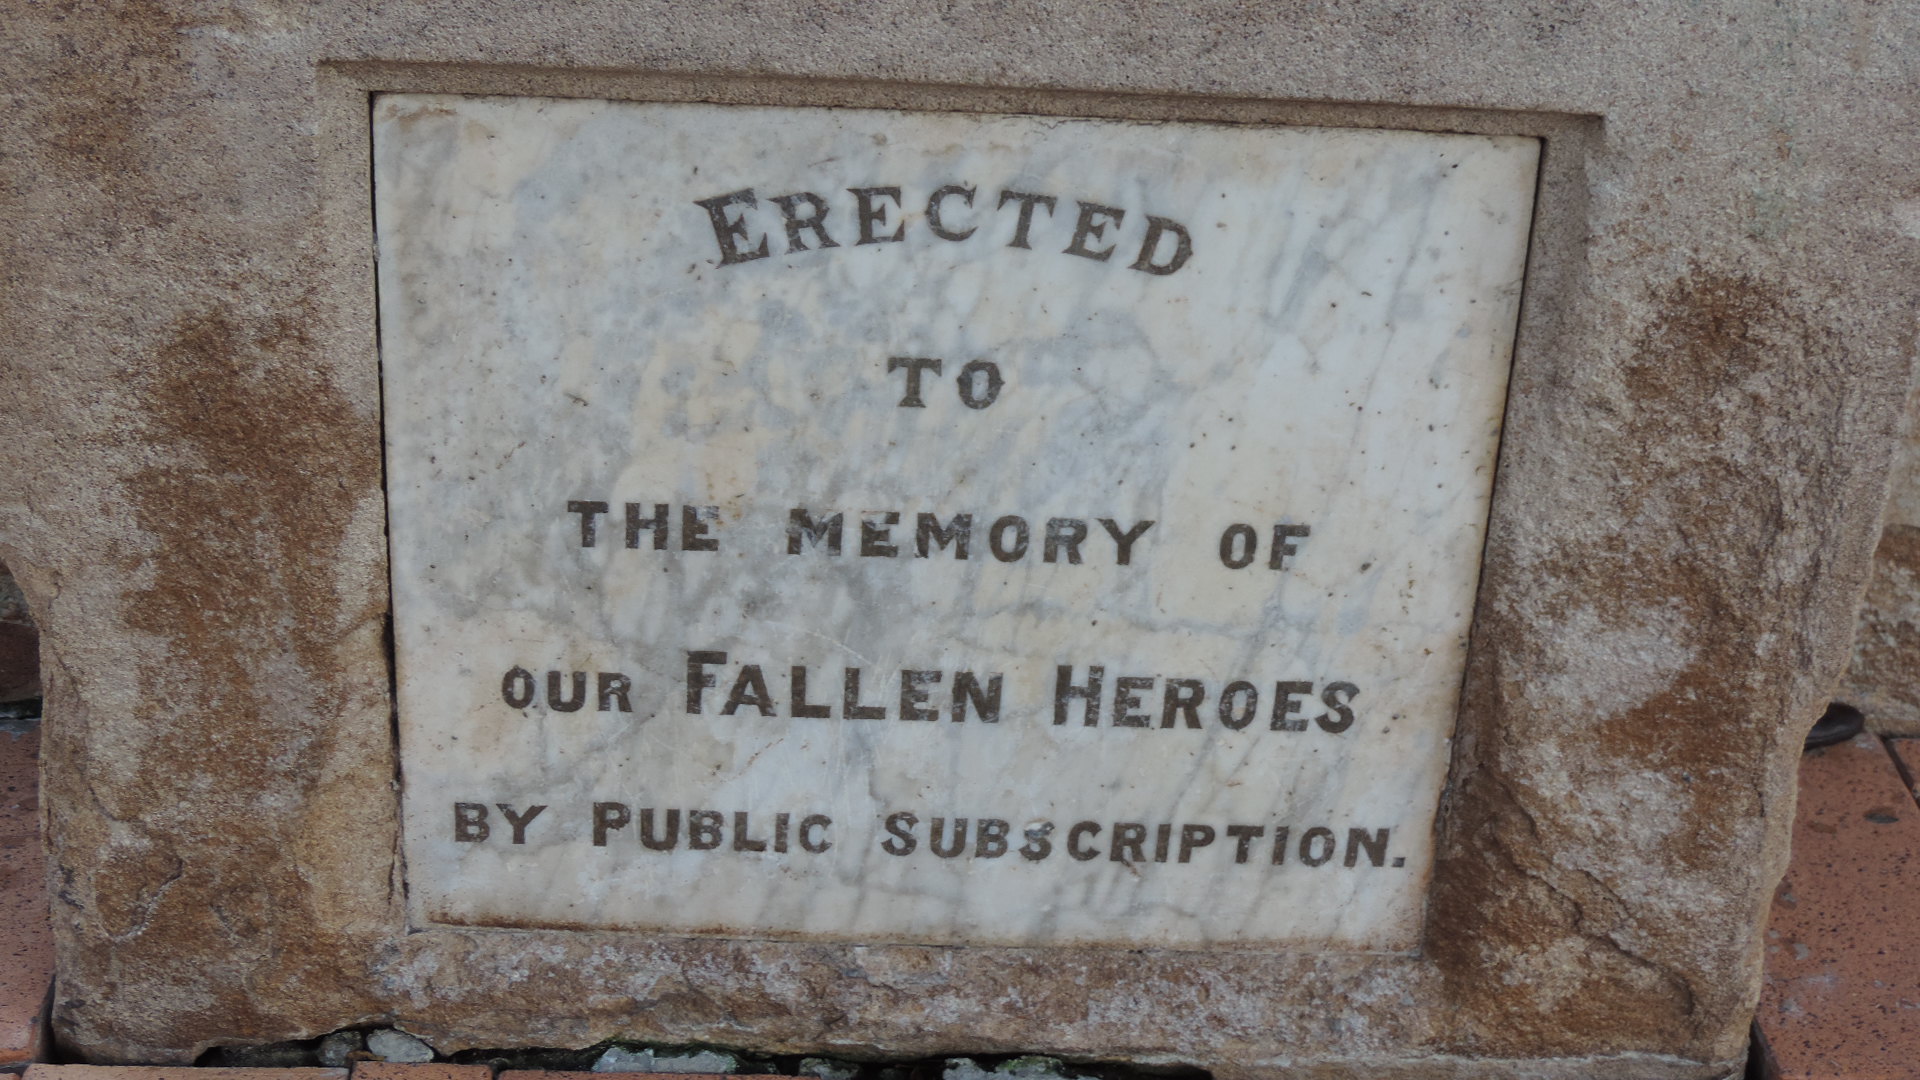 ERECTED
TO
THE MEMORY OF
OUR FALLEN HEROES
BY PUBLIC SUBSCRIPTION.